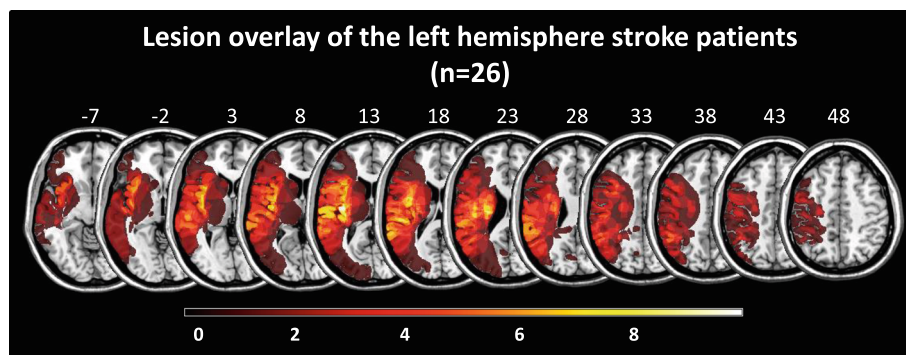 Lesion overlay of the left hemisphere stroke patients
(n=26)
-7 -2 3 8 13 18 23 28 33 38 43 48
0 2 4 6 8